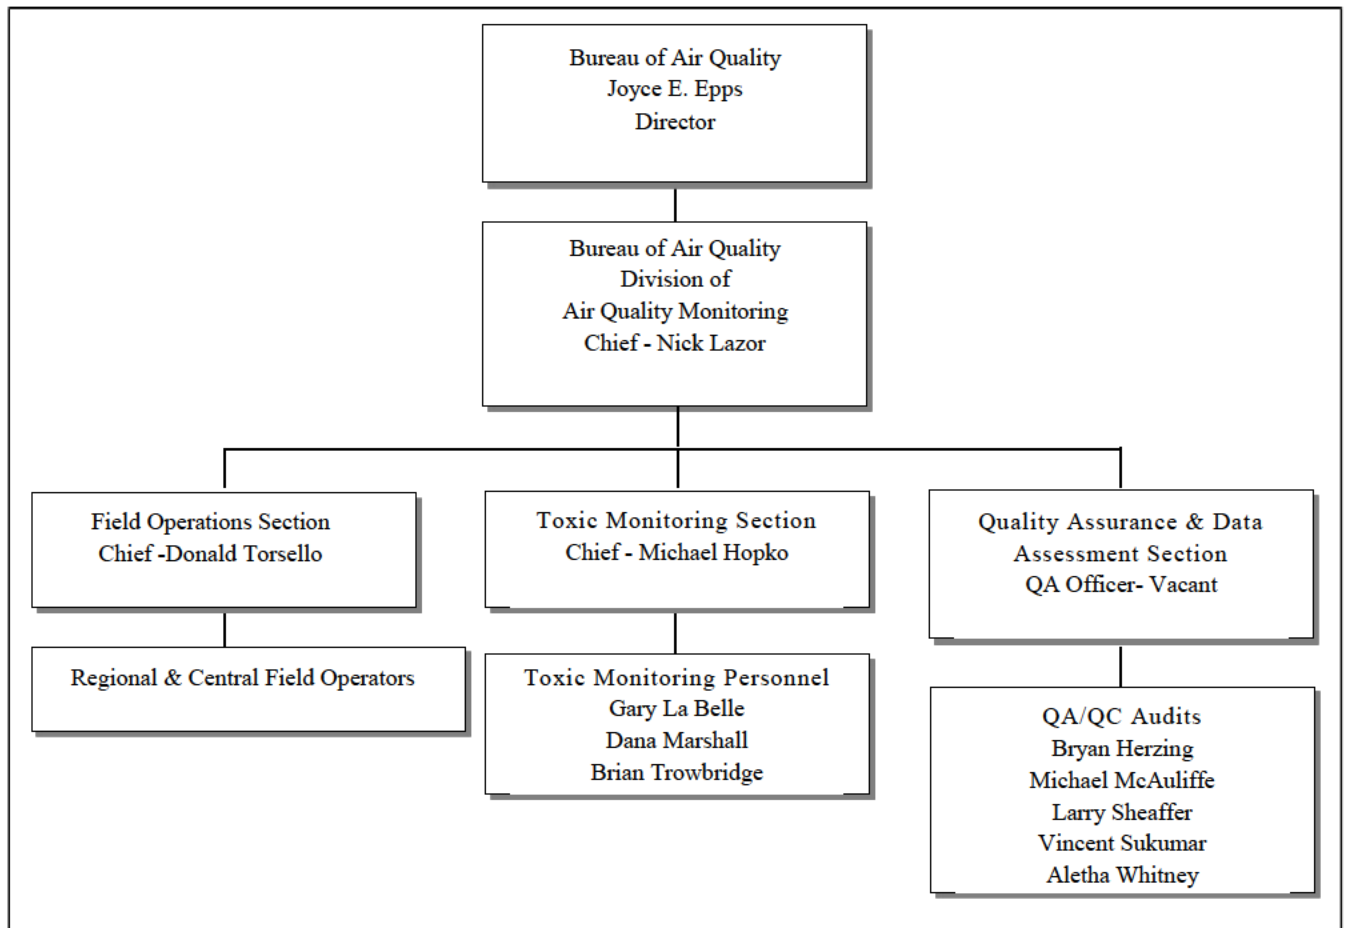 Bureau of Air Quality
Joyce E. Epps
Director
Bureau of Air Quality
Division of
Air Quality Monitoring
Chief - Nick Lazor
Field Operations Section
Chief -Donald Torsello
Toxic Monitoring Section
Chief - Michael Hopko
Quality Assurance & Data
Assessment Section
QA Officer- Vacant
Regional & Central Field Operators
Toxic Monitoring Personnel
Gary La Belle
Dana Marshall
Brian Trowbridge
QA/QC Audits
Bryan Herzing
Michael McAuliffe
Larry Sheaffer
Vincent Sukumar
Aletha Whitney